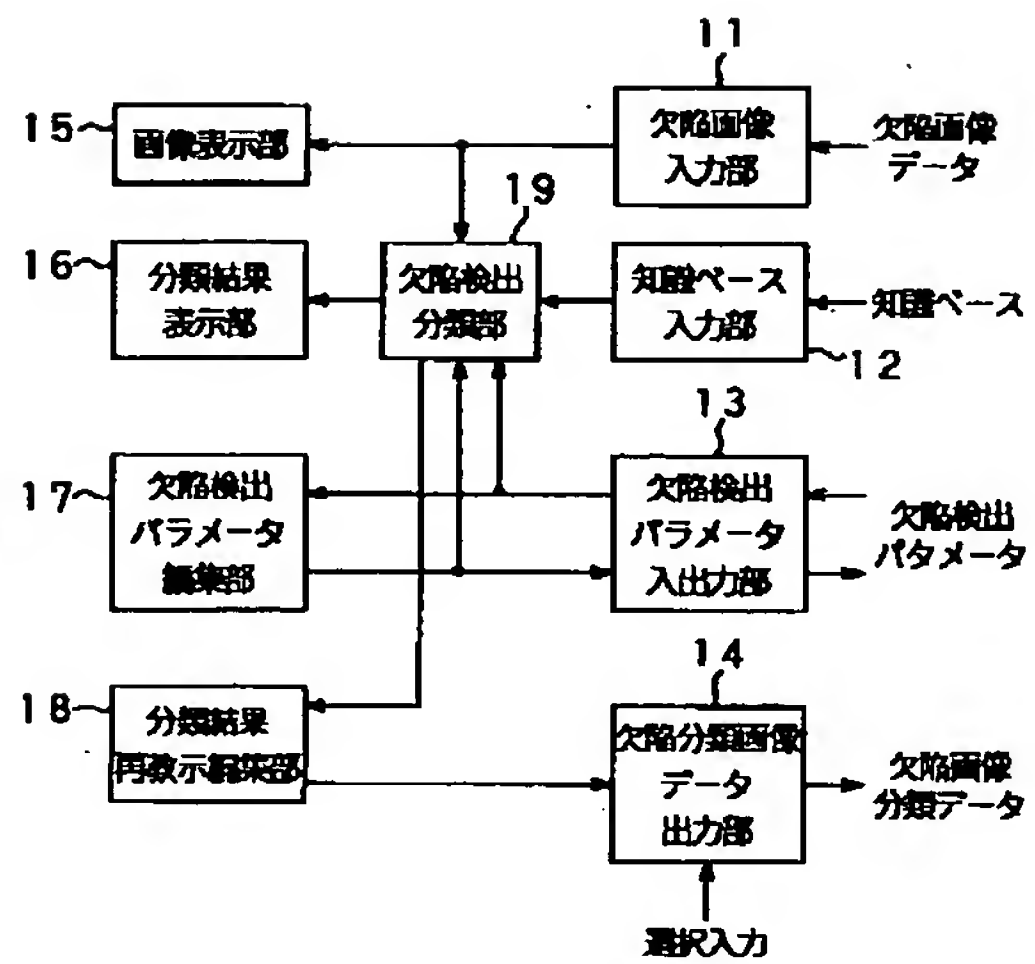 11
15
画像表示部
欠陥画像
入力部
欠陥画像
データ
19
16
分類結果
表示部
欠陥検出
分類部
知識ベース
入力部
知識ベース
12
13
17
欠陥検出
パラメータ
編集部
欠陥検出
パラメータ
入出力部
欠陥検出
パタメータ
14
18
分類結果
再教示編集部
欠陥分類画像
データ
出力部
欠陥画像
分類データ
選択入力